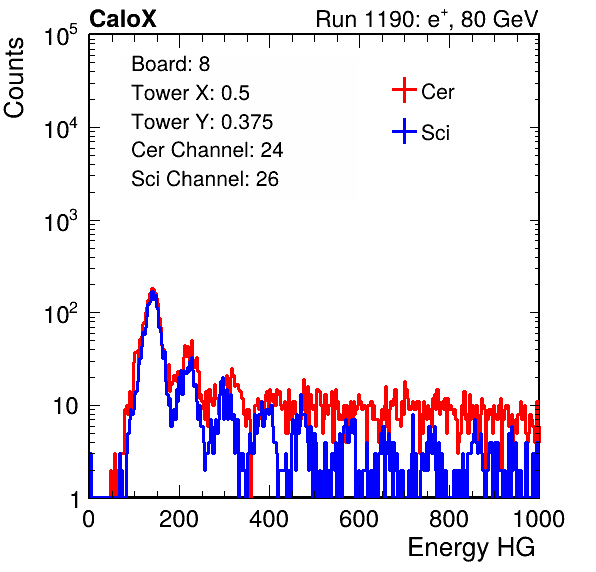 CaloX Run 1190: e⁺, 80 GeV
Counts
10⁵
10⁴
10³
10²
10
1
Board: 8
Tower X: 0.5
Tower Y: 0.375
Cer Channel: 24
Sci Channel: 26
Cer
Sci
0 200 400 600 800 1000
Energy HG